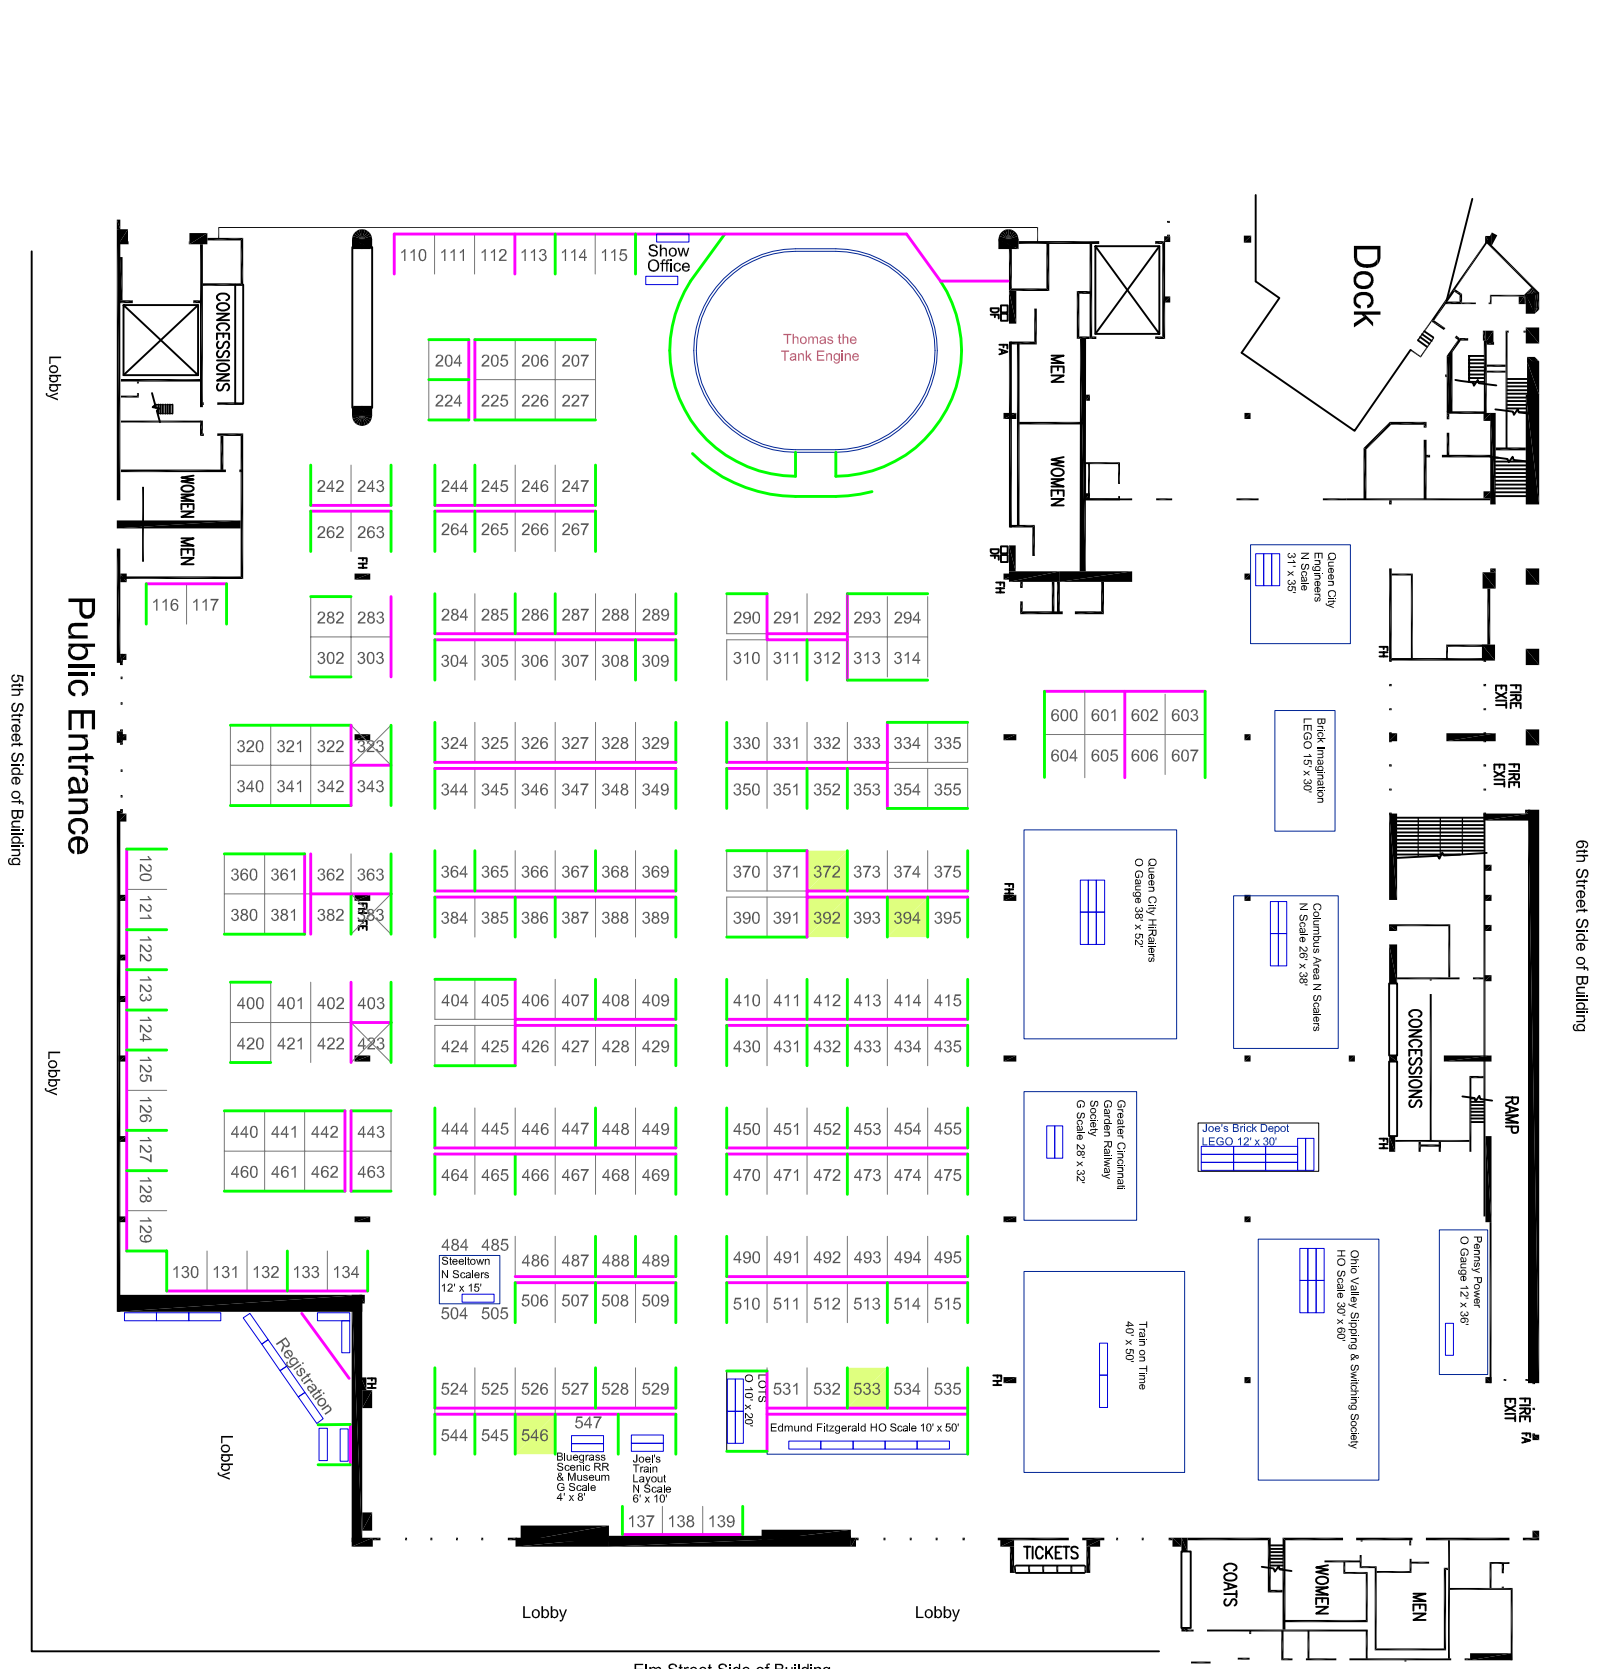 110 111 112 113 114 115
Show
Office
Dock
CONCESSIONS
Thomas the
Tank Engine
DF
FA
MEN
204 205 206 207
224 225 226 227
Lobby
WOMEN
WOMEN
242 243 244 245 246 247
262 263 264 265 266 267
MEN
FH
DF
FH
Queen City
Engineers
N Scale
31' x 35'
116 117
282 283 284 285 286 287 288 289 290 291 292 293 294
302 303 304 305 306 307 308 309 310 311 312 313 314
FH
Public Entrance
5th Street Side of Building
FIRE
EXIT
600 601 602 603
604 605 606 607
Brick Imagination
LEGO 15' x 30'
320 321 322 323 324 325 326 327 328 329 330 331 332 333 334 335
340 341 342 343 344 345 346 347 348 349 350 351 352 353 354 355
FIRE
EXIT
6th Street Side of Building
360 361 362 363 364 365 366 367 368 369 370 371 372 373 374 375
380 381 382 383 384 385 386 387 388 389 390 391 392 393 394 395
FH
FE
FH
Queen City HiRailers
O Gauge 38' x 52'
Columbus Area N Scalers
N Scale 26' x 38'
120
121
122
123
124
125
126
127
128
129
400 401 402 403 404 405 406 407 408 409 410 411 412 413 414 415
420 421 422 423 424 425 426 427 428 429 430 431 432 433 434 435
CONCESSIONS
Lobby
RAMP
FH
Greater Cincinnati
Garden Railway
Society
G Scale 28' x 32'
Joe's Brick Depot
LEGO 12' x 30'
440 441 442 443 444 445 446 447 448 449 450 451 452 453 454 455
460 461 462 463 464 465 466 467 468 469 470 471 472 473 474 475
484 485 486 487 488 489 490 491 492 493 494 495
Steeltown
N Scalers
12' x 15'
504 505 506 507 508 509 510 511 512 513 514 515
130 131 132 133 134
Pennsy Power
O Gauge 12' x 36'
Ohio Valley Sipping & Switching Society
HO Scale 30' x 60'
Train on Time
40' x 50'
Registration
FH
FH
524 525 526 527 528 529
LOTS
O 10' x 20'
531 532 533 534 535
544 545 546 547
Edmund Fitzgerald HO Scale 10' x 50'
FIRE
EXIT
FA
Bluegrass
Scenic RR
& Museum
G Scale
4' x 8'
Joel's
Train
Layout
N Scale
6' x 10'
Lobby
137 138 139
TICKETS
COATS
WOMEN
MEN
Lobby
Lobby
Elm Street Side of Building